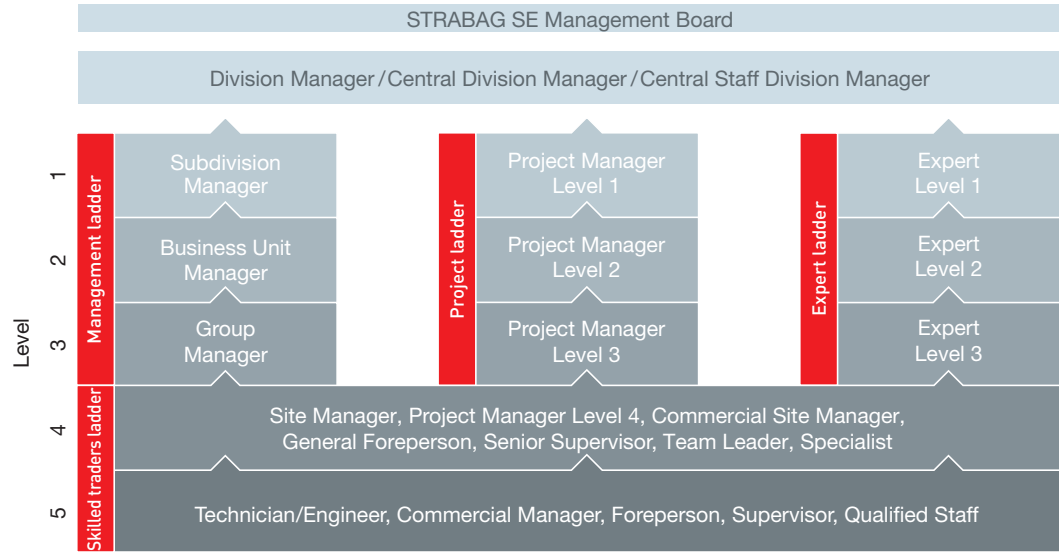 STRABAG SE Management Board
Division Manager/Central Division Manager/Central Staff Division Manager
Level
1
2
3
4
5
Management ladder
Subdivision
Manager
Business Unit
Manager
Group
Manager
Project ladder
Project Manager
Level 1
Project Manager
Level 2
Project Manager
Level 3
Expert ladder
Expert
Level 1
Expert
Level 2
Expert
Level 3
Skilled traders ladder
Site Manager, Project Manager Level 4, Commercial Site Manager,
General Foreperson, Senior Supervisor, Team Leader, Specialist
Technician/Engineer, Commercial Manager, Foreperson, Supervisor, Qualified Staff